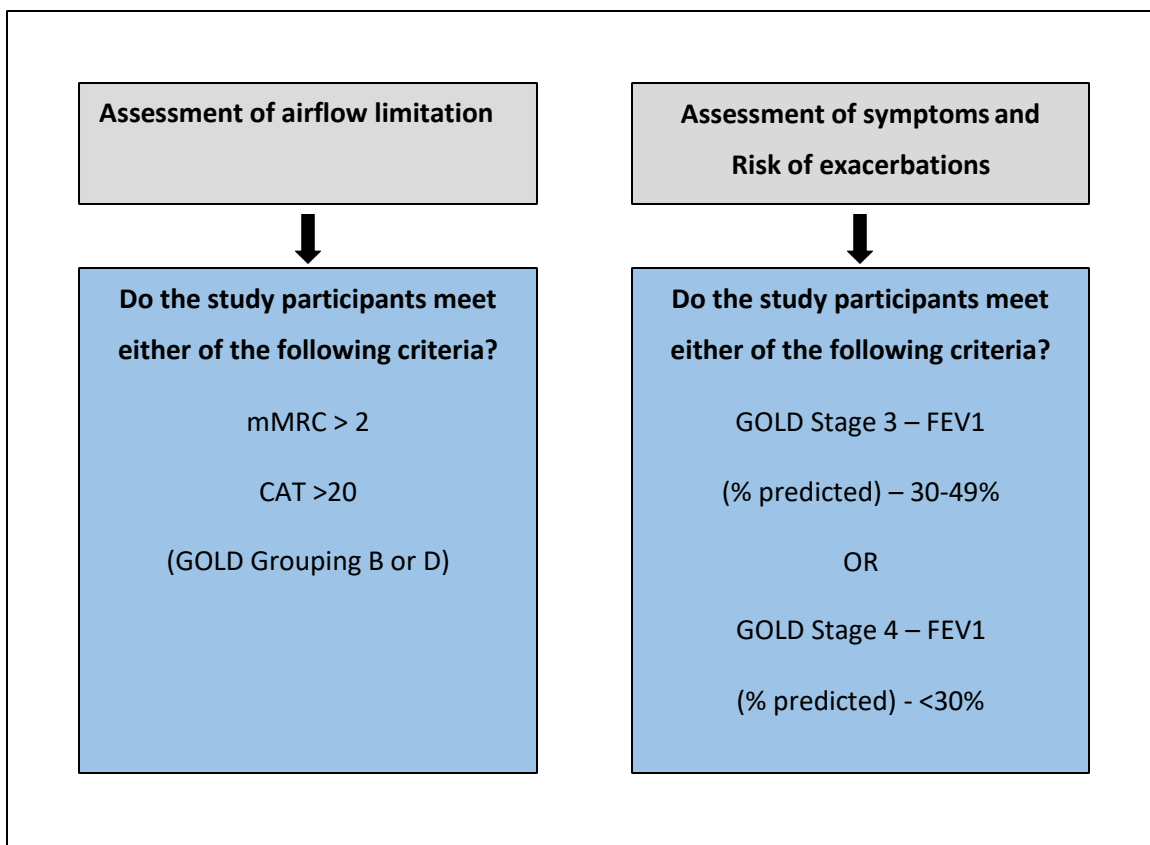 Assessment of airflow limitation
Do the study participants meet
either of the following criteria?
mMRC > 2
CAT >20
(GOLD Grouping B or D)
Assessment of symptoms and
Risk of exacerbations
Do the study participants meet
either of the following criteria?
GOLD Stage 3 – FEV1
(% predicted) – 30-49%
OR
GOLD Stage 4 – FEV1
(% predicted) - <30%